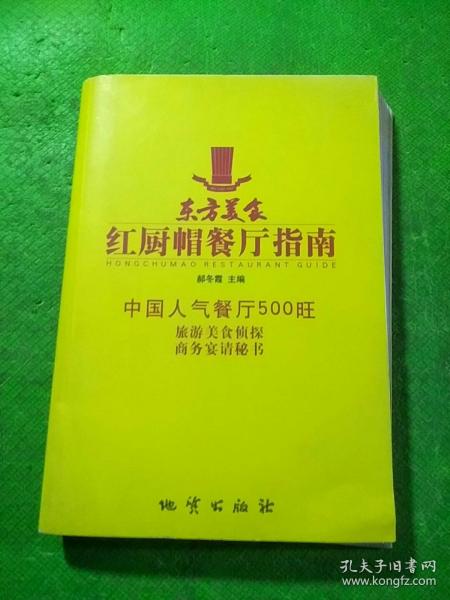 东方美食
红厨帽餐厅指南
HONGCHUMAO RESTAURANT GUIDE
郝冬霞 主编
中国人气餐厅500旺
旅游美食侦探
商务宴请秘书
地质出版社
孔夫子旧书网
www.kongfz.com